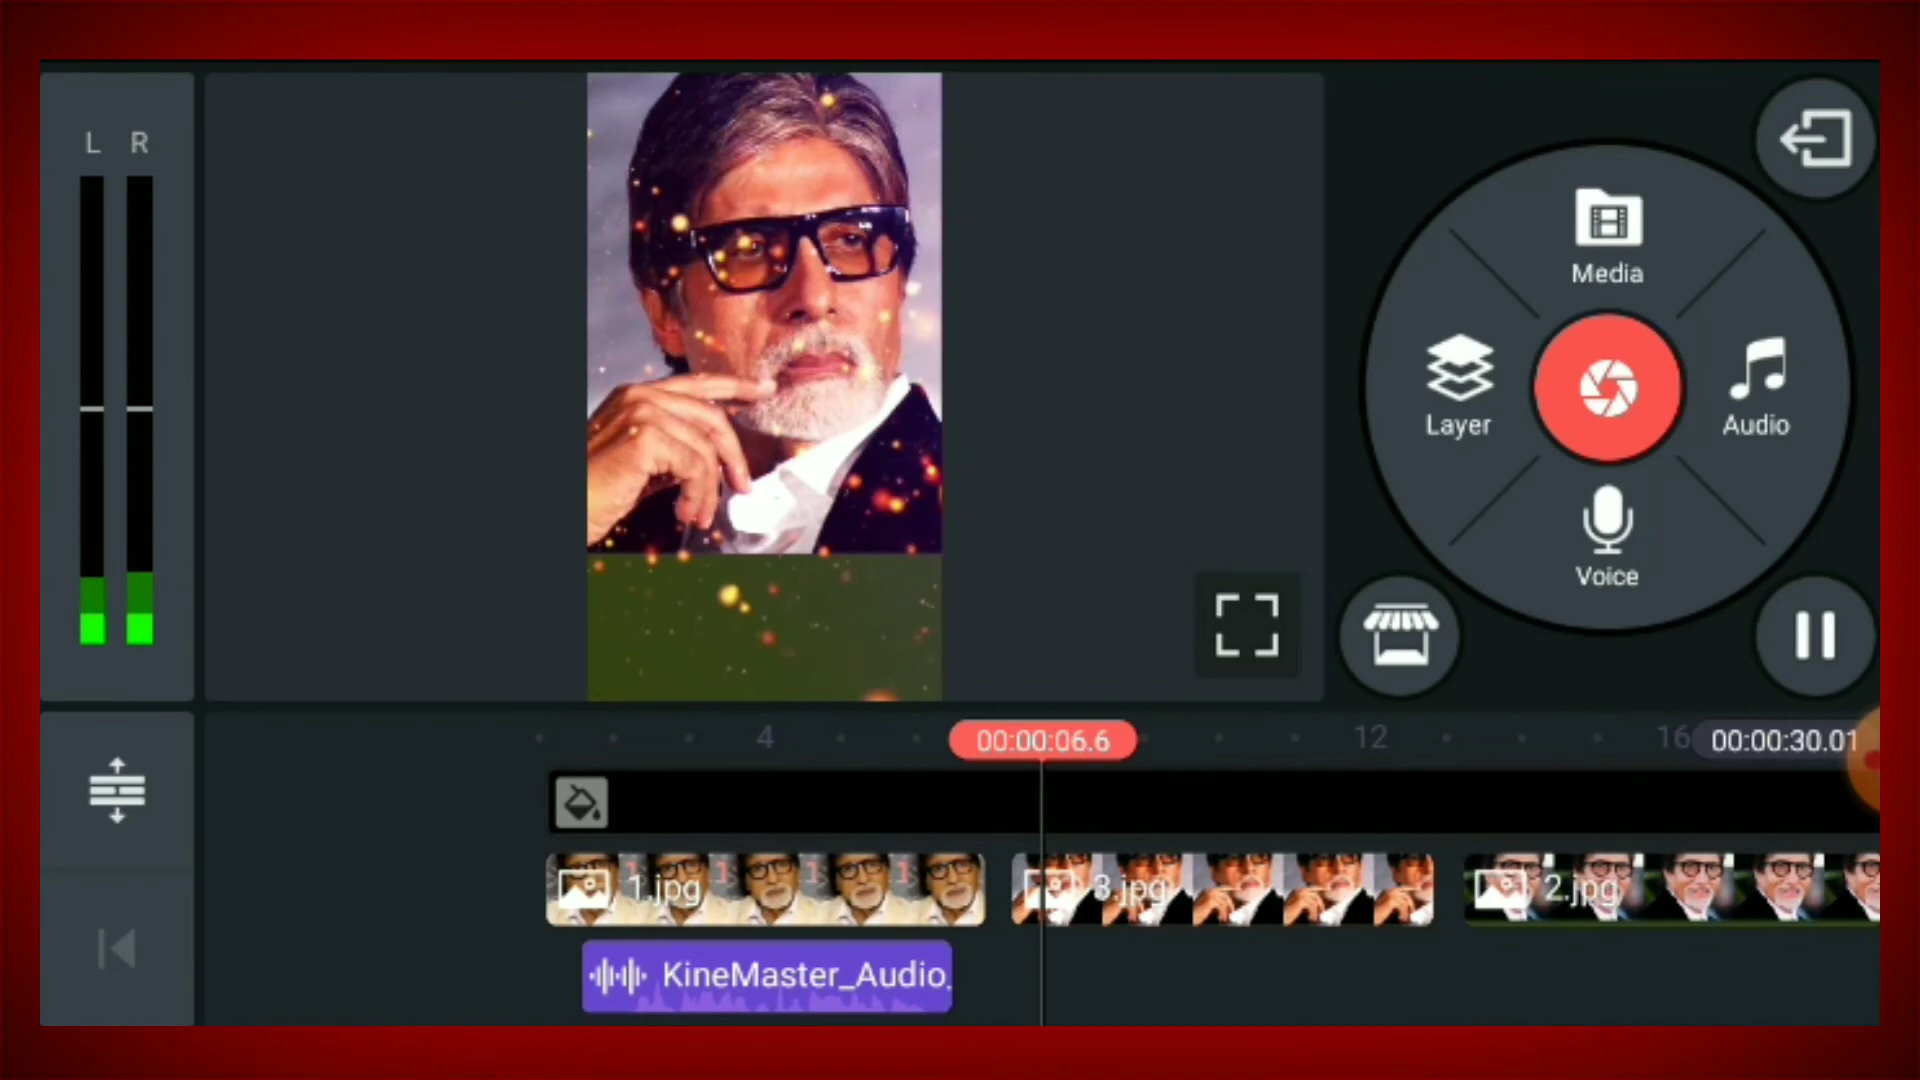 L R
Media
Layer
Audio
Voice
4
00:00:06.6
12
16
00:00:30.01
1.jpg
3.jpg
2.jpg
KineMaster_Audio